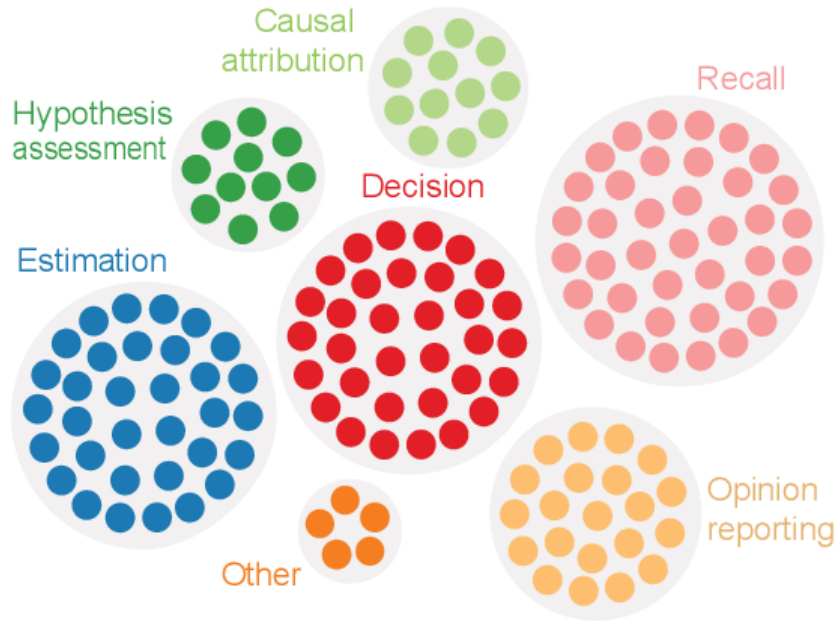 Causal
attribution
Recall
Hypothesis
assessment
Decision
Estimation
Opinion
reporting
Other